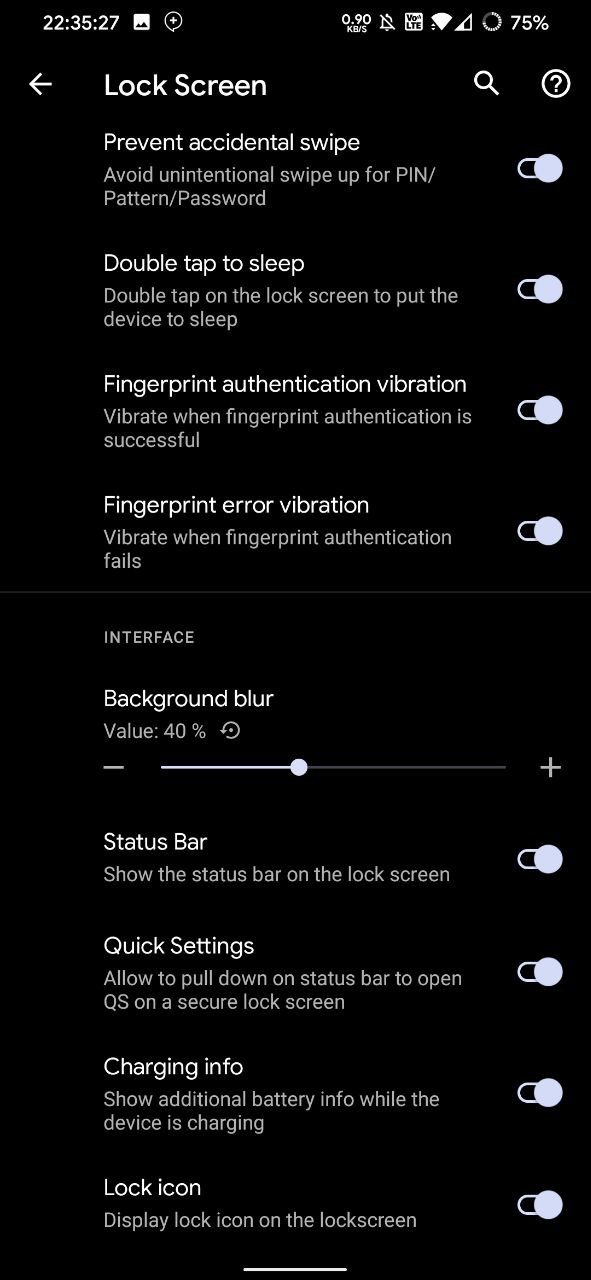 22:35:27 0.90 KB/S Vo LTE 75%
Lock Screen
Prevent accidental swipe
Avoid unintentional swipe up for PIN/
Pattern/Password
Double tap to sleep
Double tap on the lock screen to put the
device to sleep
Fingerprint authentication vibration
Vibrate when fingerprint authentication is
successful
Fingerprint error vibration
Vibrate when fingerprint authentication
fails
INTERFACE
Background blur
Value: 40 %
Status Bar
Show the status bar on the lock screen
Quick Settings
Allow to pull down on status bar to open
QS on a secure lock screen
Charging info
Show additional battery info while the
device is charging
Lock icon
Display lock icon on the lockscreen